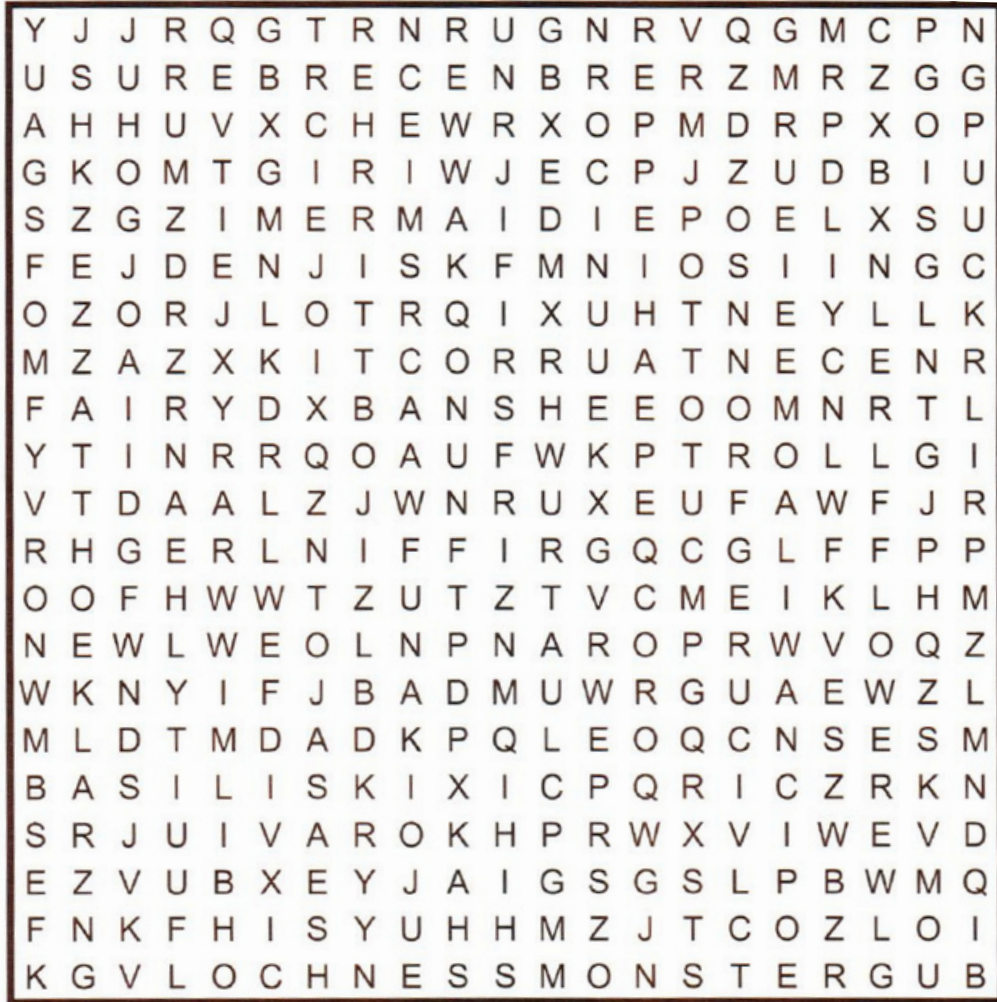 Y J J R Q G T R N R U G N R V Q G M C P N
U S U R E B R E C E N B R E R Z M R Z G G
A H H U V X C H E W R X O P M D R P X O P
G K O M T G I R I W J E C P J Z U D B I U
S Z G Z I M E R M A I D I E P O E L X S U
F E J D E N J I S K F M N I O S I I N G C
O Z O R J L O T R Q I X U H T N E Y L L K
M Z A Z X K I T C O R R U A T N E C E N R
F A I R Y D X B A N S H E E O O M N R T L
Y T I N R R Q O A U F W K P T R O L L G I
V T D A A L Z J W N R U X E U F A W F J R
R H G E R L N I F F I R G Q C G L F F P P
O O F H W W T Z U T Z T V C M E I K L H M
N E W L W E O L N P N A R O P R W V O Q Z
W K N Y I F J B A D M U W R G U A E W Z L
M L D T M D A D K P Q L E O Q C N S E S M
B A S I L I S K I X I C P Q R I C Z R K N
S R J U I V A R O K H P R W X V I W E V D
E Z V U B X E Y J A I G S G S L P B W M Q
F N K F H I S Y U H H M Z J T C O Z L O I
K G V L O C H N E S S M O N S T E R G U B